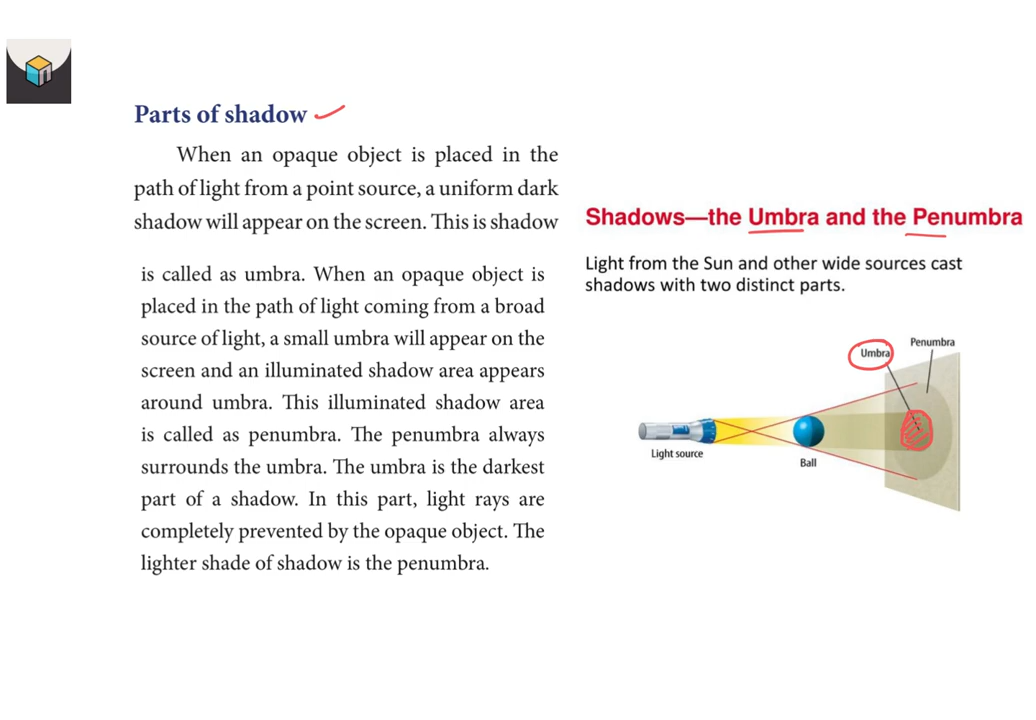 Parts of shadow
When an opaque object is placed in the
path of light from a point source, a uniform dark
shadow will appear on the screen. This is shadow
is called as umbra. When an opaque object is
placed in the path of light coming from a broad
source of light, a small umbra will appear on the
screen and an illuminated shadow area appears
around umbra. This illuminated shadow area
is called as penumbra. The penumbra always
surrounds the umbra. The umbra is the darkest
part of a shadow. In this part, light rays are
completely prevented by the opaque object. The
lighter shade of shadow is the penumbra.
Shadows—the Umbra and the Penumbra
Light from the Sun and other wide sources cast
shadows with two distinct parts.
Penumbra
Umbra
Light source
Ball